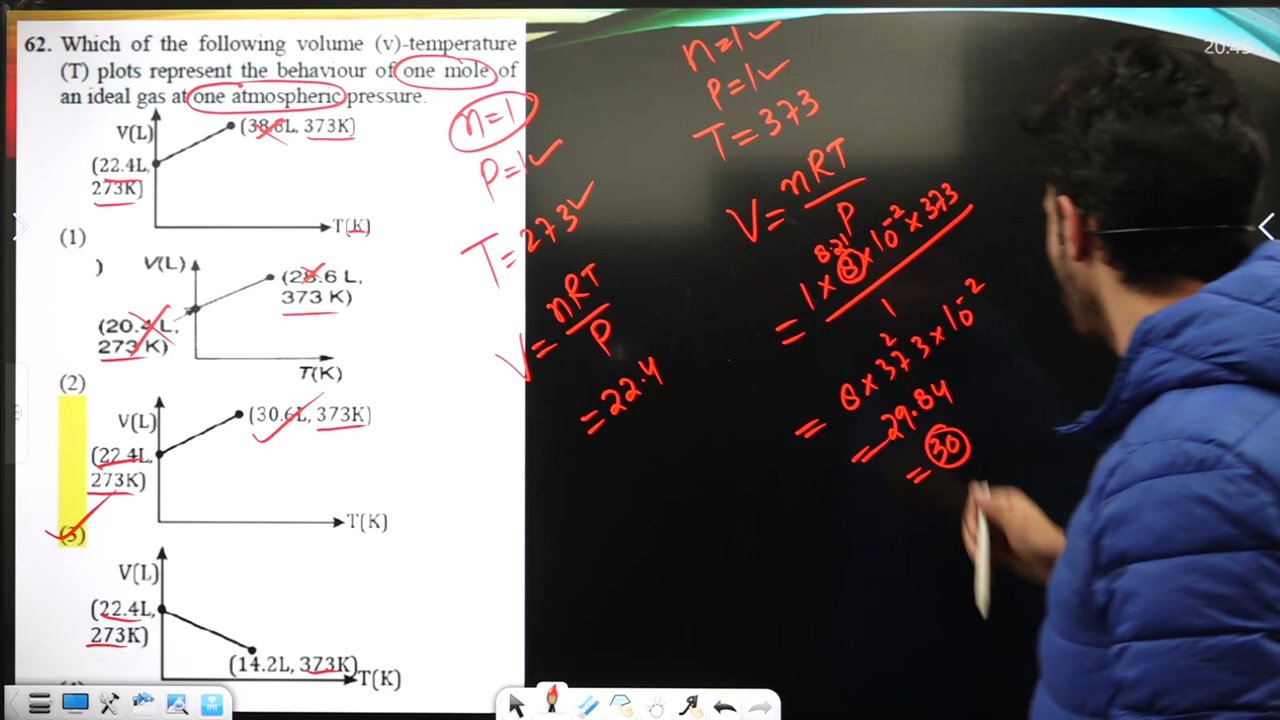 62. Which of the following volume (v)-temperature
(T) plots represent the behaviour of one mole of
an ideal gas at one atmospheric pressure.
V(L)
(38.6L, 373K)
(22.4L,
273K)
T(K)
(1)
)
V(L)
(28.6 L,
373 K)
(20.4 L,
273 K)
T(K)
(2)
V(L)
(30.6L, 373K)
(22.4L,
273K)
T(K)
(3)
V(L)
(22.4L,
273K)
(14.2L, 373K)
T(K)
n=1
P=1✓
T=273✓
V = nRT/P
= 22.4
n=1✓
P=1✓
T=373
V = nRT/P
8.21
= 1 × 8 × 10⁻² × 373
1
2
= 8 × 373 × 10⁻²
= 29.84
= 30